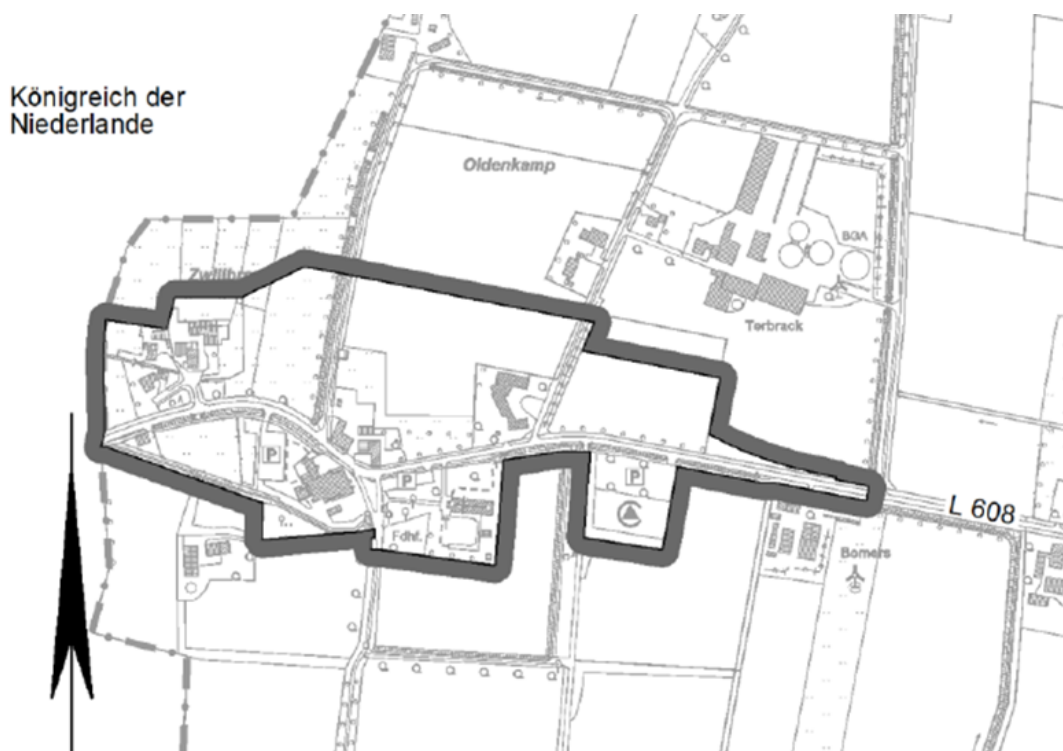 Königreich der
Niederlande
Oldenkamp
BGA
Terbrack
P
P
P
Fdhf.
L 608
Bomers